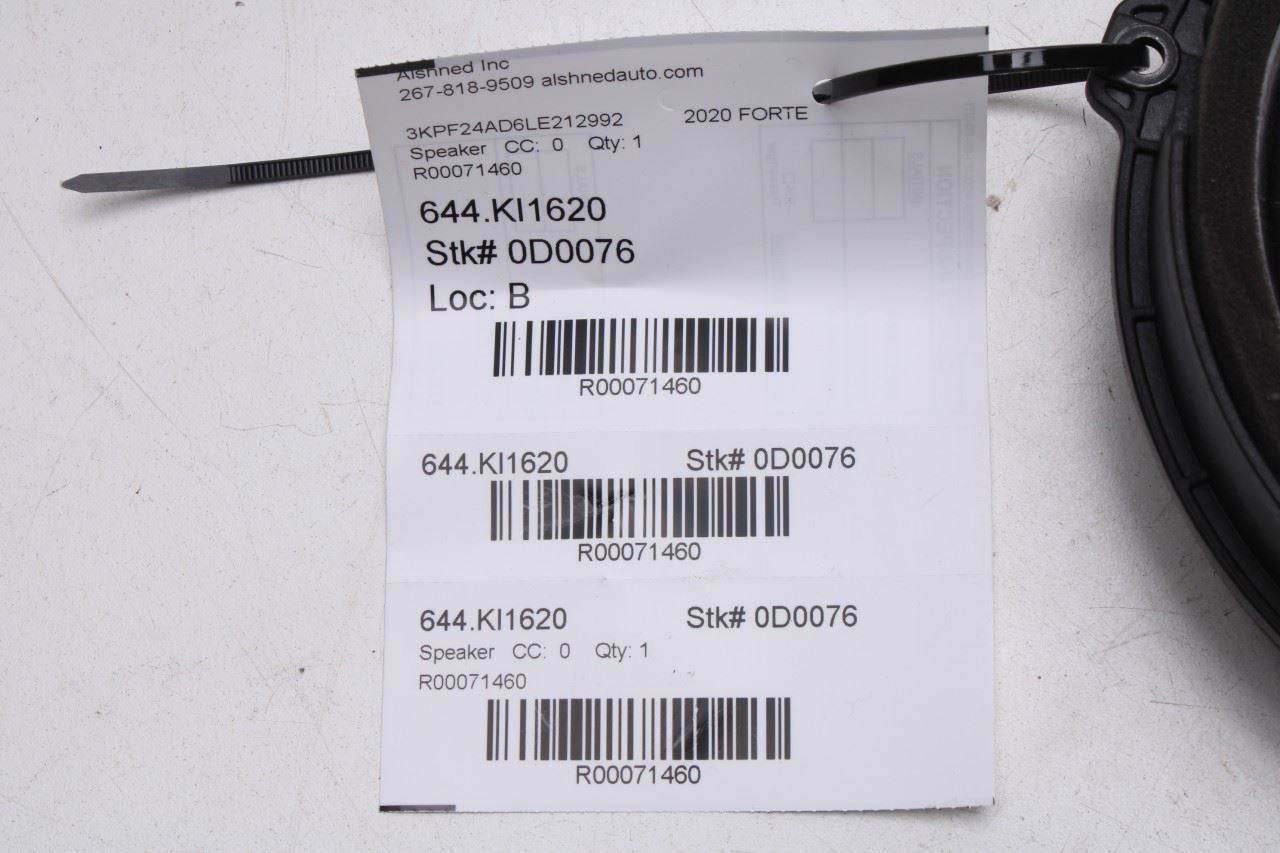 Alshned Inc
267-818-9509 alshnedauto.com
3KPF24AD6LE212992 2020 FORTE
Speaker CC: 0 Qty: 1
R00071460
644.KI1620
Stk# 0D0076
Loc: B
R00071460
644.KI1620 Stk# 0D0076
R00071460
644.KI1620 Stk# 0D0076
Speaker CC: 0 Qty: 1
R00071460
R00071460